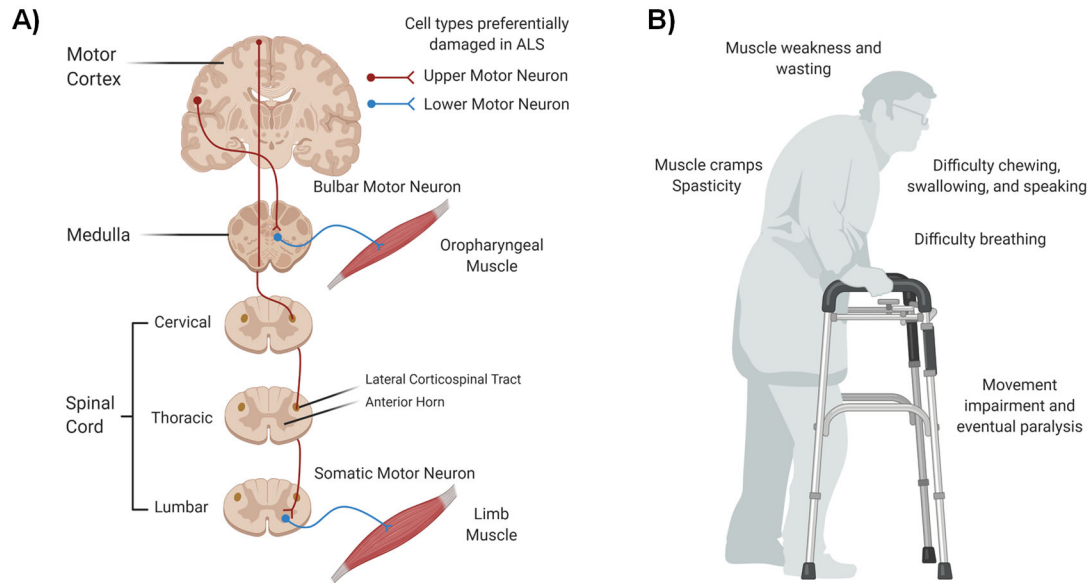 A)
Motor
Cortex
Cell types preferentially
damaged in ALS
Upper Motor Neuron
Lower Motor Neuron
Bulbar Motor Neuron
Medulla
Oropharyngeal
Muscle
Cervical
Spinal
Cord
Thoracic
Lateral Corticospinal Tract
Anterior Horn
Lumbar
Somatic Motor Neuron
Limb
Muscle
B)
Muscle weakness and
wasting
Muscle cramps
Spasticity
Difficulty chewing,
swallowing, and speaking
Difficulty breathing
Movement
impairment and
eventual paralysis